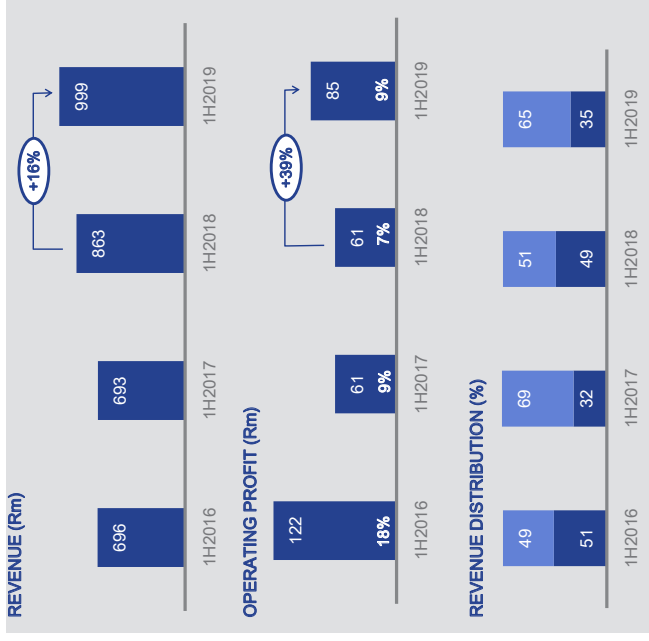 REVENUE (Rm)
+16%
696
693
863
999
1H2016
1H2017
1H2018
1H2019
OPERATING PROFIT (Rm)
+39%
122
61
61
85
18%
9%
7%
9%
1H2016
1H2017
1H2018
1H2019
REVENUE DISTRIBUTION (%)
49
69
51
65
51
32
49
35
1H2016
1H2017
1H2018
1H2019